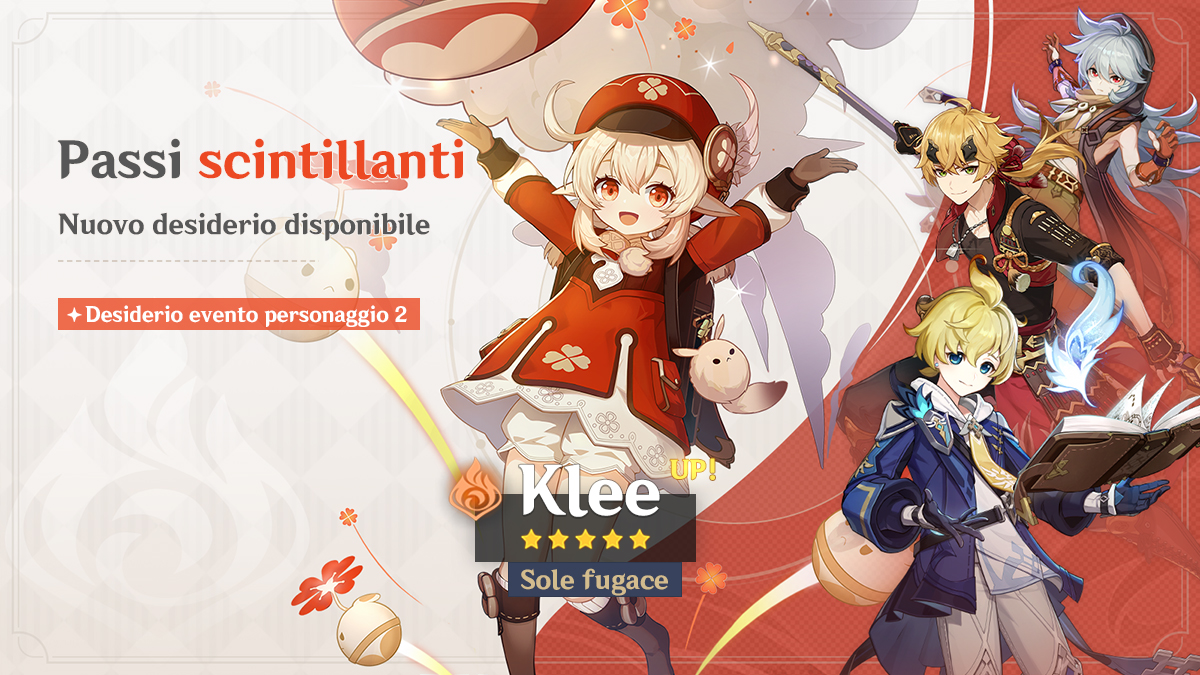 Passi scintillanti
Nuovo desiderio disponibile
Desiderio evento personaggio 2
UP!
Klee
Sole fugace